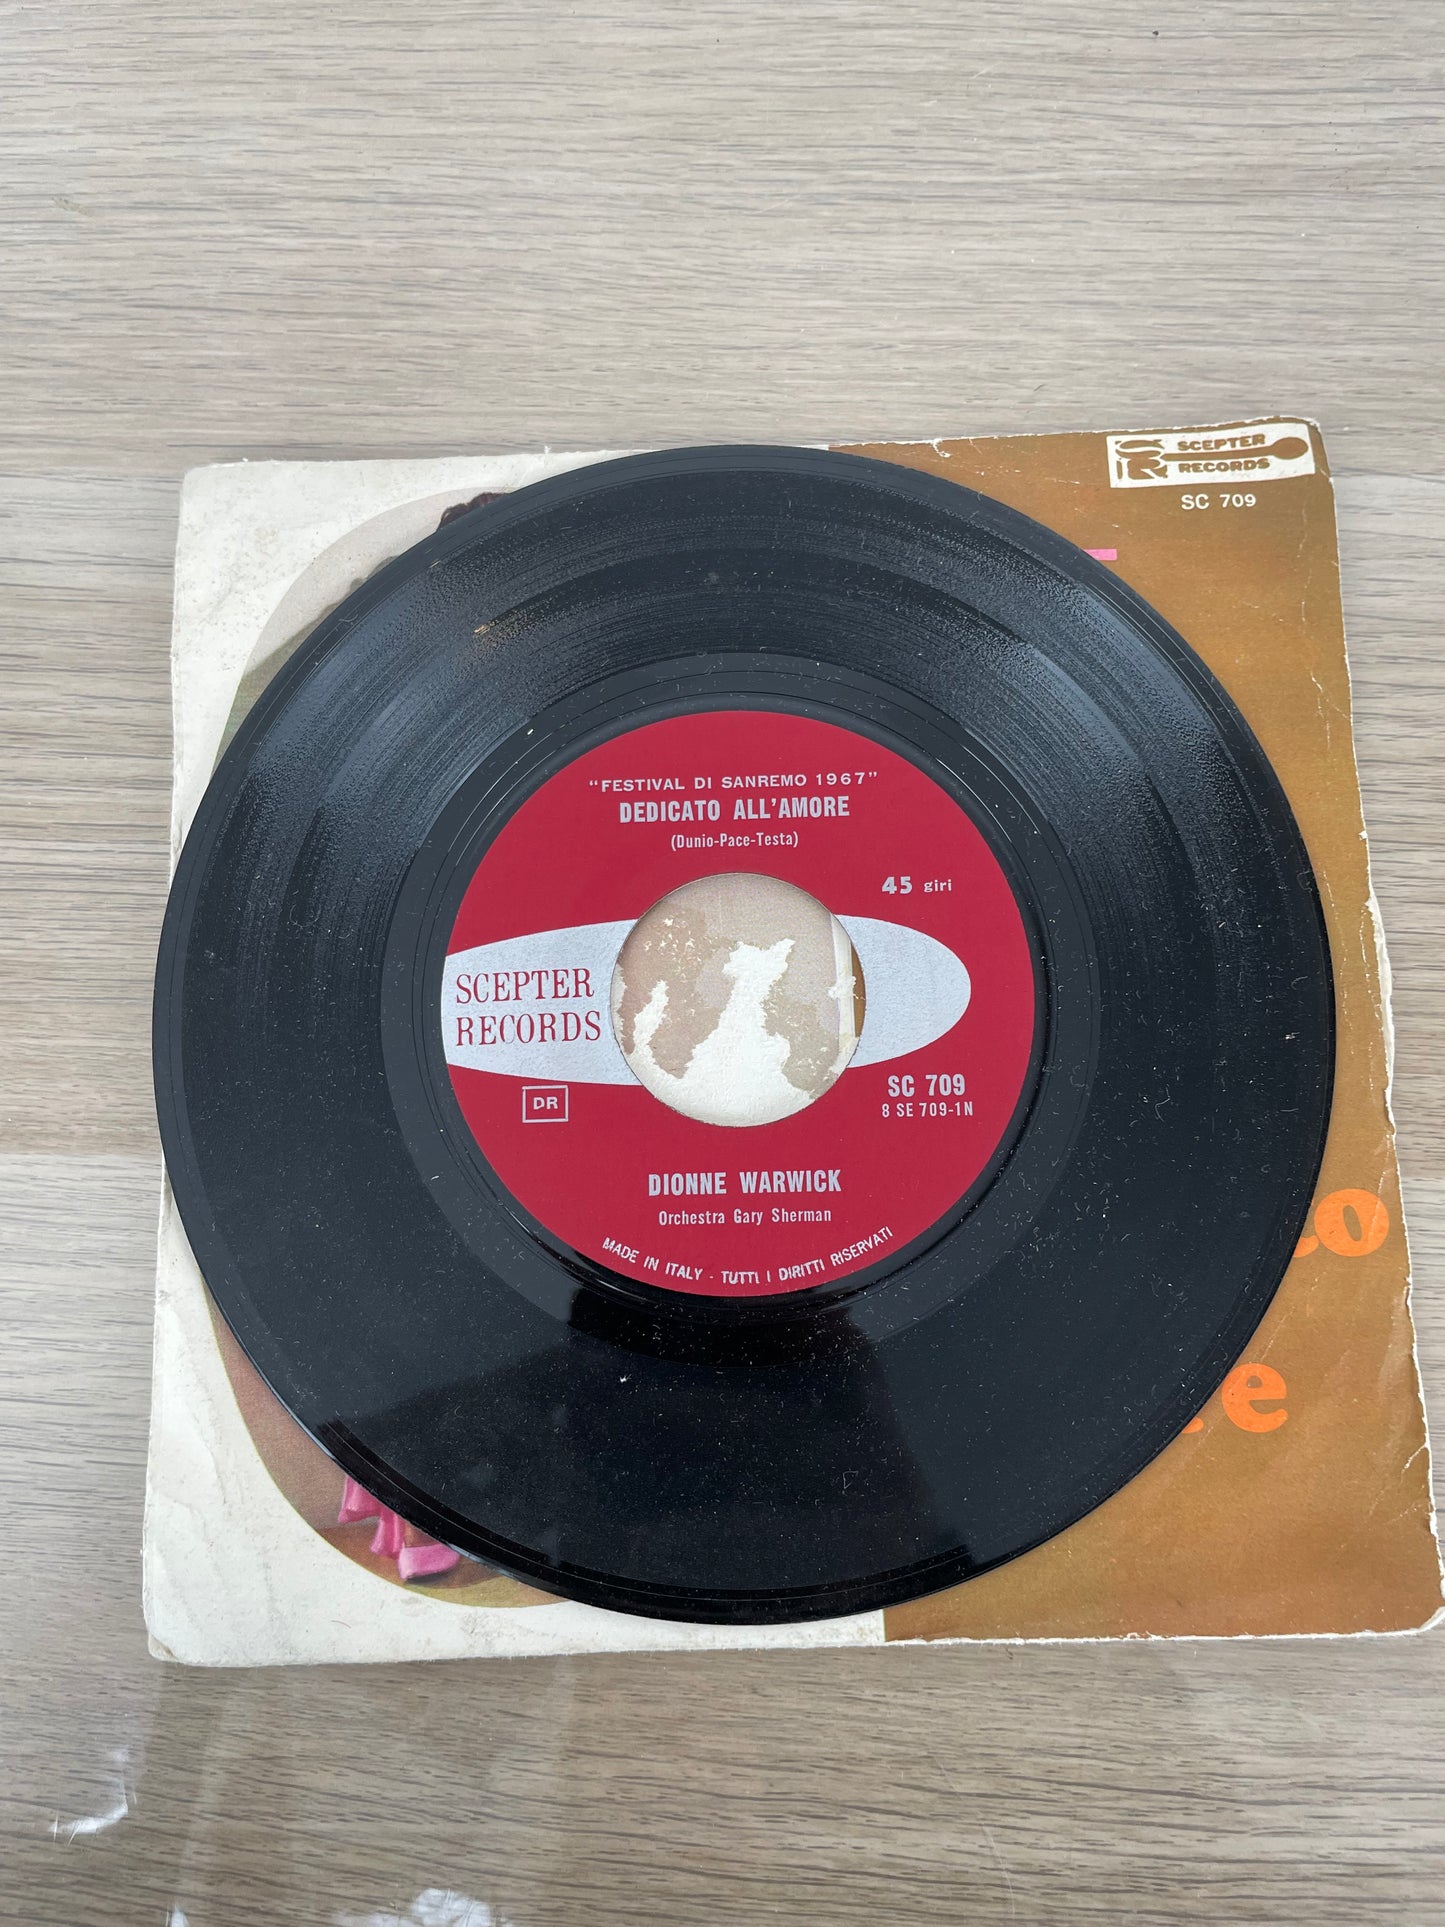 SCEPTER
RECORDS
SC 709
"FESTIVAL DI SANREMO 1967"
DEDICATO ALL'AMORE
(Dunio-Pace-Testa)
45 giri
SCEPTER
RECORDS
SC 709
8 SE 709-1N
DR
DIONNE WARWICK
Orchestra Gary Sherman
MADE IN ITALY - TUTTI I DIRITTI RISERVATI
to
e